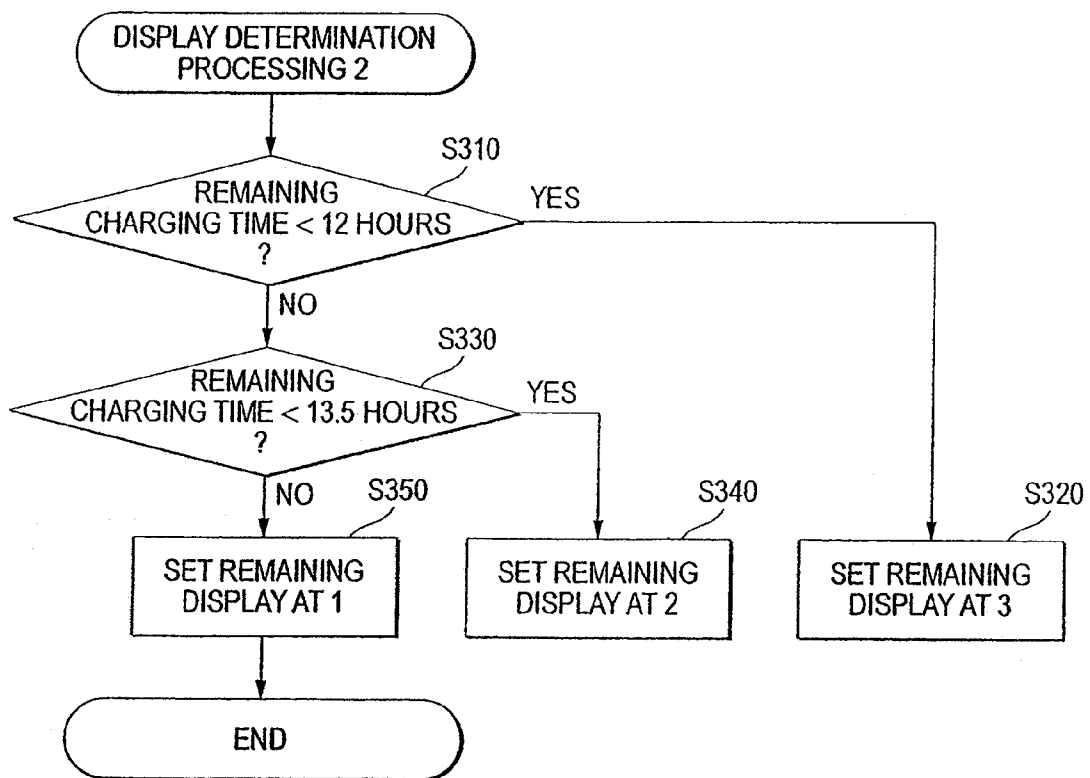 DISPLAY DETERMINATION
PROCESSING 2
S310
REMAINING
CHARGING TIME < 12 HOURS
?
YES
NO
S330
REMAINING
CHARGING TIME < 13.5 HOURS
?
YES
NO
S350
SET REMAINING
DISPLAY AT 1
S340
SET REMAINING
DISPLAY AT 2
S320
SET REMAINING
DISPLAY AT 3
END